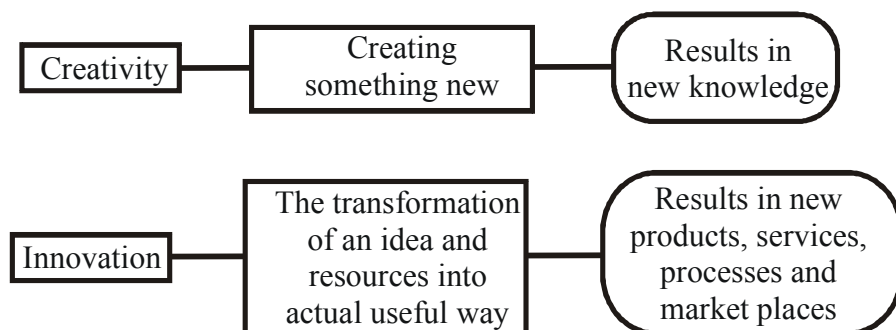 Creativity
Creating
something new
Results in
new knowledge
Innovation
The transformation
of an idea and
resources into
actual useful way
Results in new
products, services,
processes and
market places